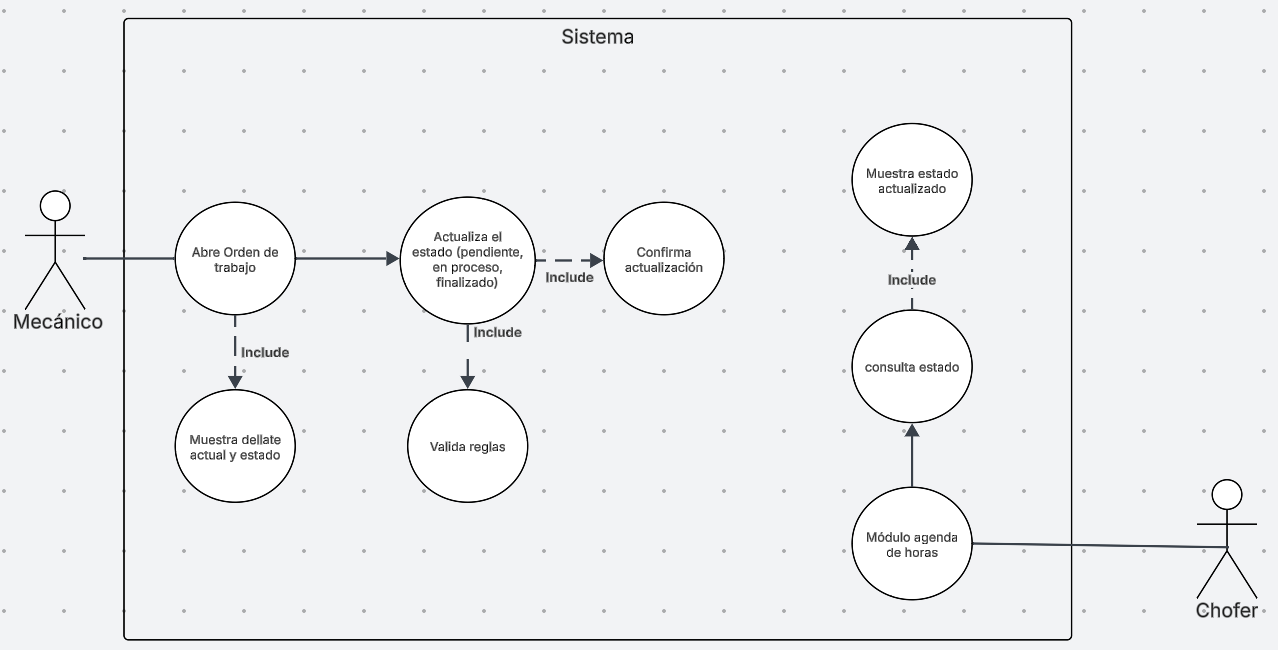 Sistema
Mecánico
Abre Orden de
trabajo
Include
Muestra dellate
actual y estado
Actualiza el
estado (pendiente,
en proceso,
finalizado)
Include
Confirma
actualización
Include
Valida reglas
Muestra estado
actualizado
Include
consulta estado
Módulo agenda
de horas
Chofer